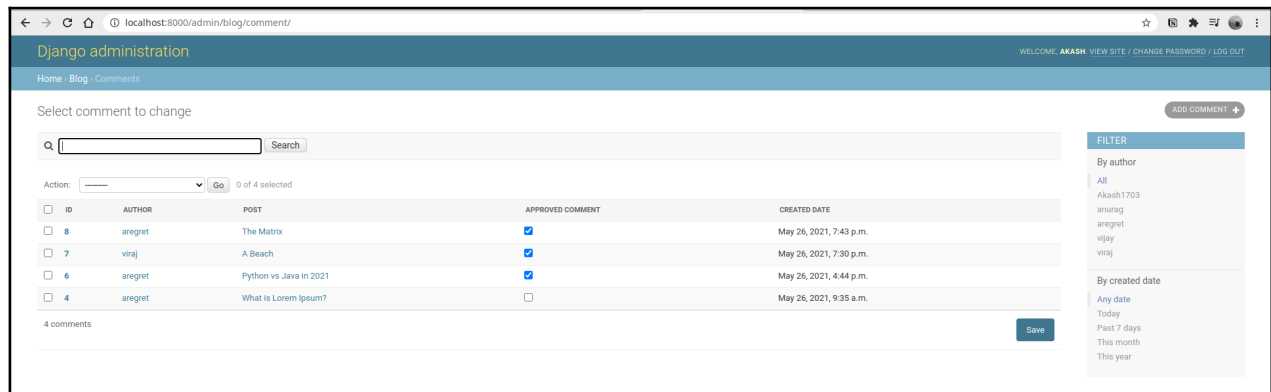 localhost:8000/admin/blog/comment/
Django administration
WELCOME, AKASH. VIEW SITE / CHANGE PASSWORD / LOG OUT
Home › Blog › Comments
Select comment to change
ADD COMMENT +
Search
Action: --------- Go 0 of 4 selected
ID AUTHOR POST APPROVED COMMENT CREATED DATE
8 aregret The Matrix May 26, 2021, 7:43 p.m.
7 viraj A Beach May 26, 2021, 7:30 p.m.
6 aregret Python vs Java in 2021 May 26, 2021, 4:44 p.m.
4 aregret What is Lorem Ipsum? May 26, 2021, 9:35 a.m.
4 comments
Save
FILTER
By author
All
Akash1703
anurag
aregret
vijay
viraj
By created date
Any date
Today
Past 7 days
This month
This year